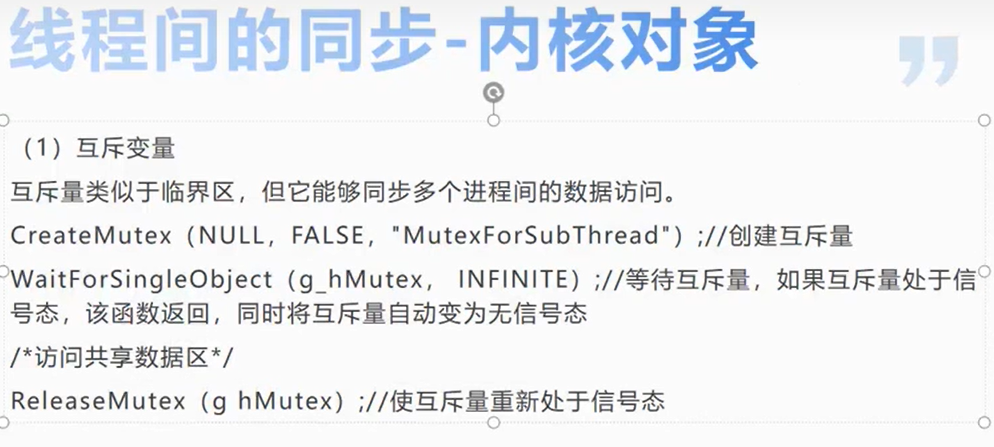 线程间的同步-内核对象
（1）互斥变量
互斥量类似于临界区，但它能够同步多个进程间的数据访问。
CreateMutex（NULL，FALSE，"MutexForSubThread"）;//创建互斥量
WaitForSingleObject（g_hMutex， INFINITE）;//等待互斥量，如果互斥量处于信
号态，该函数返回，同时将互斥量自动变为无信号态
/*访问共享数据区*/
ReleaseMutex（g hMutex）;//使互斥量重新处于信号态